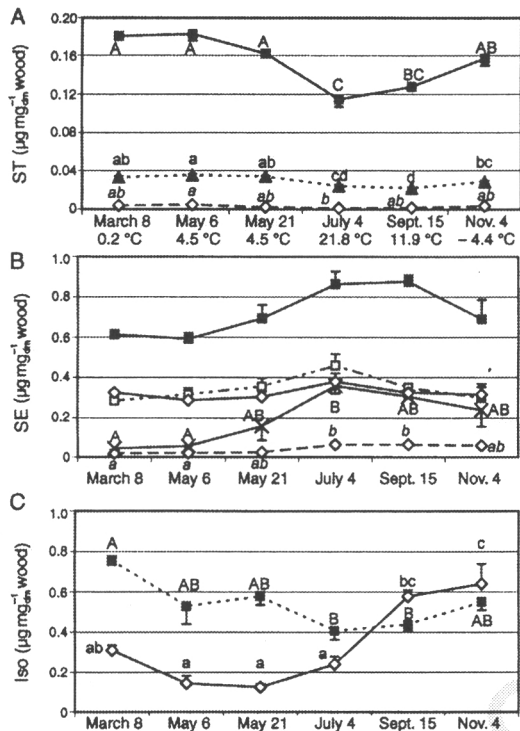 A
0.20
A
A
A
AB
0.16
C
BC
0.12
ST (µg mg⁻¹dm wood)
0.08
ab
a
ab
cd
d
bc
0.04
ab
a
ab
b
ab
ab
0
March 8 May 6 May 21 July 4 Sept. 15 Nov. 4
0.2 °C 4.5 °C 4.5 °C 21.8 °C 11.9 °C – 4.4 °C
B
1.0
0.8
0.6
SE (µg mg⁻¹dm wood)
0.4
AB
B
AB
AB
0.2
A
A
b
b
a
a
ab
ab
0
March 8 May 6 May 21 July 4 Sept. 15 Nov. 4
C
1.0
A
c
0.8
AB
AB
bc
0.6
Iso (µg mg⁻¹dm wood)
B
B
AB
0.4
ab
a
a
a
0.2
0
March 8 May 6 May 21 July 4 Sept. 15 Nov. 4